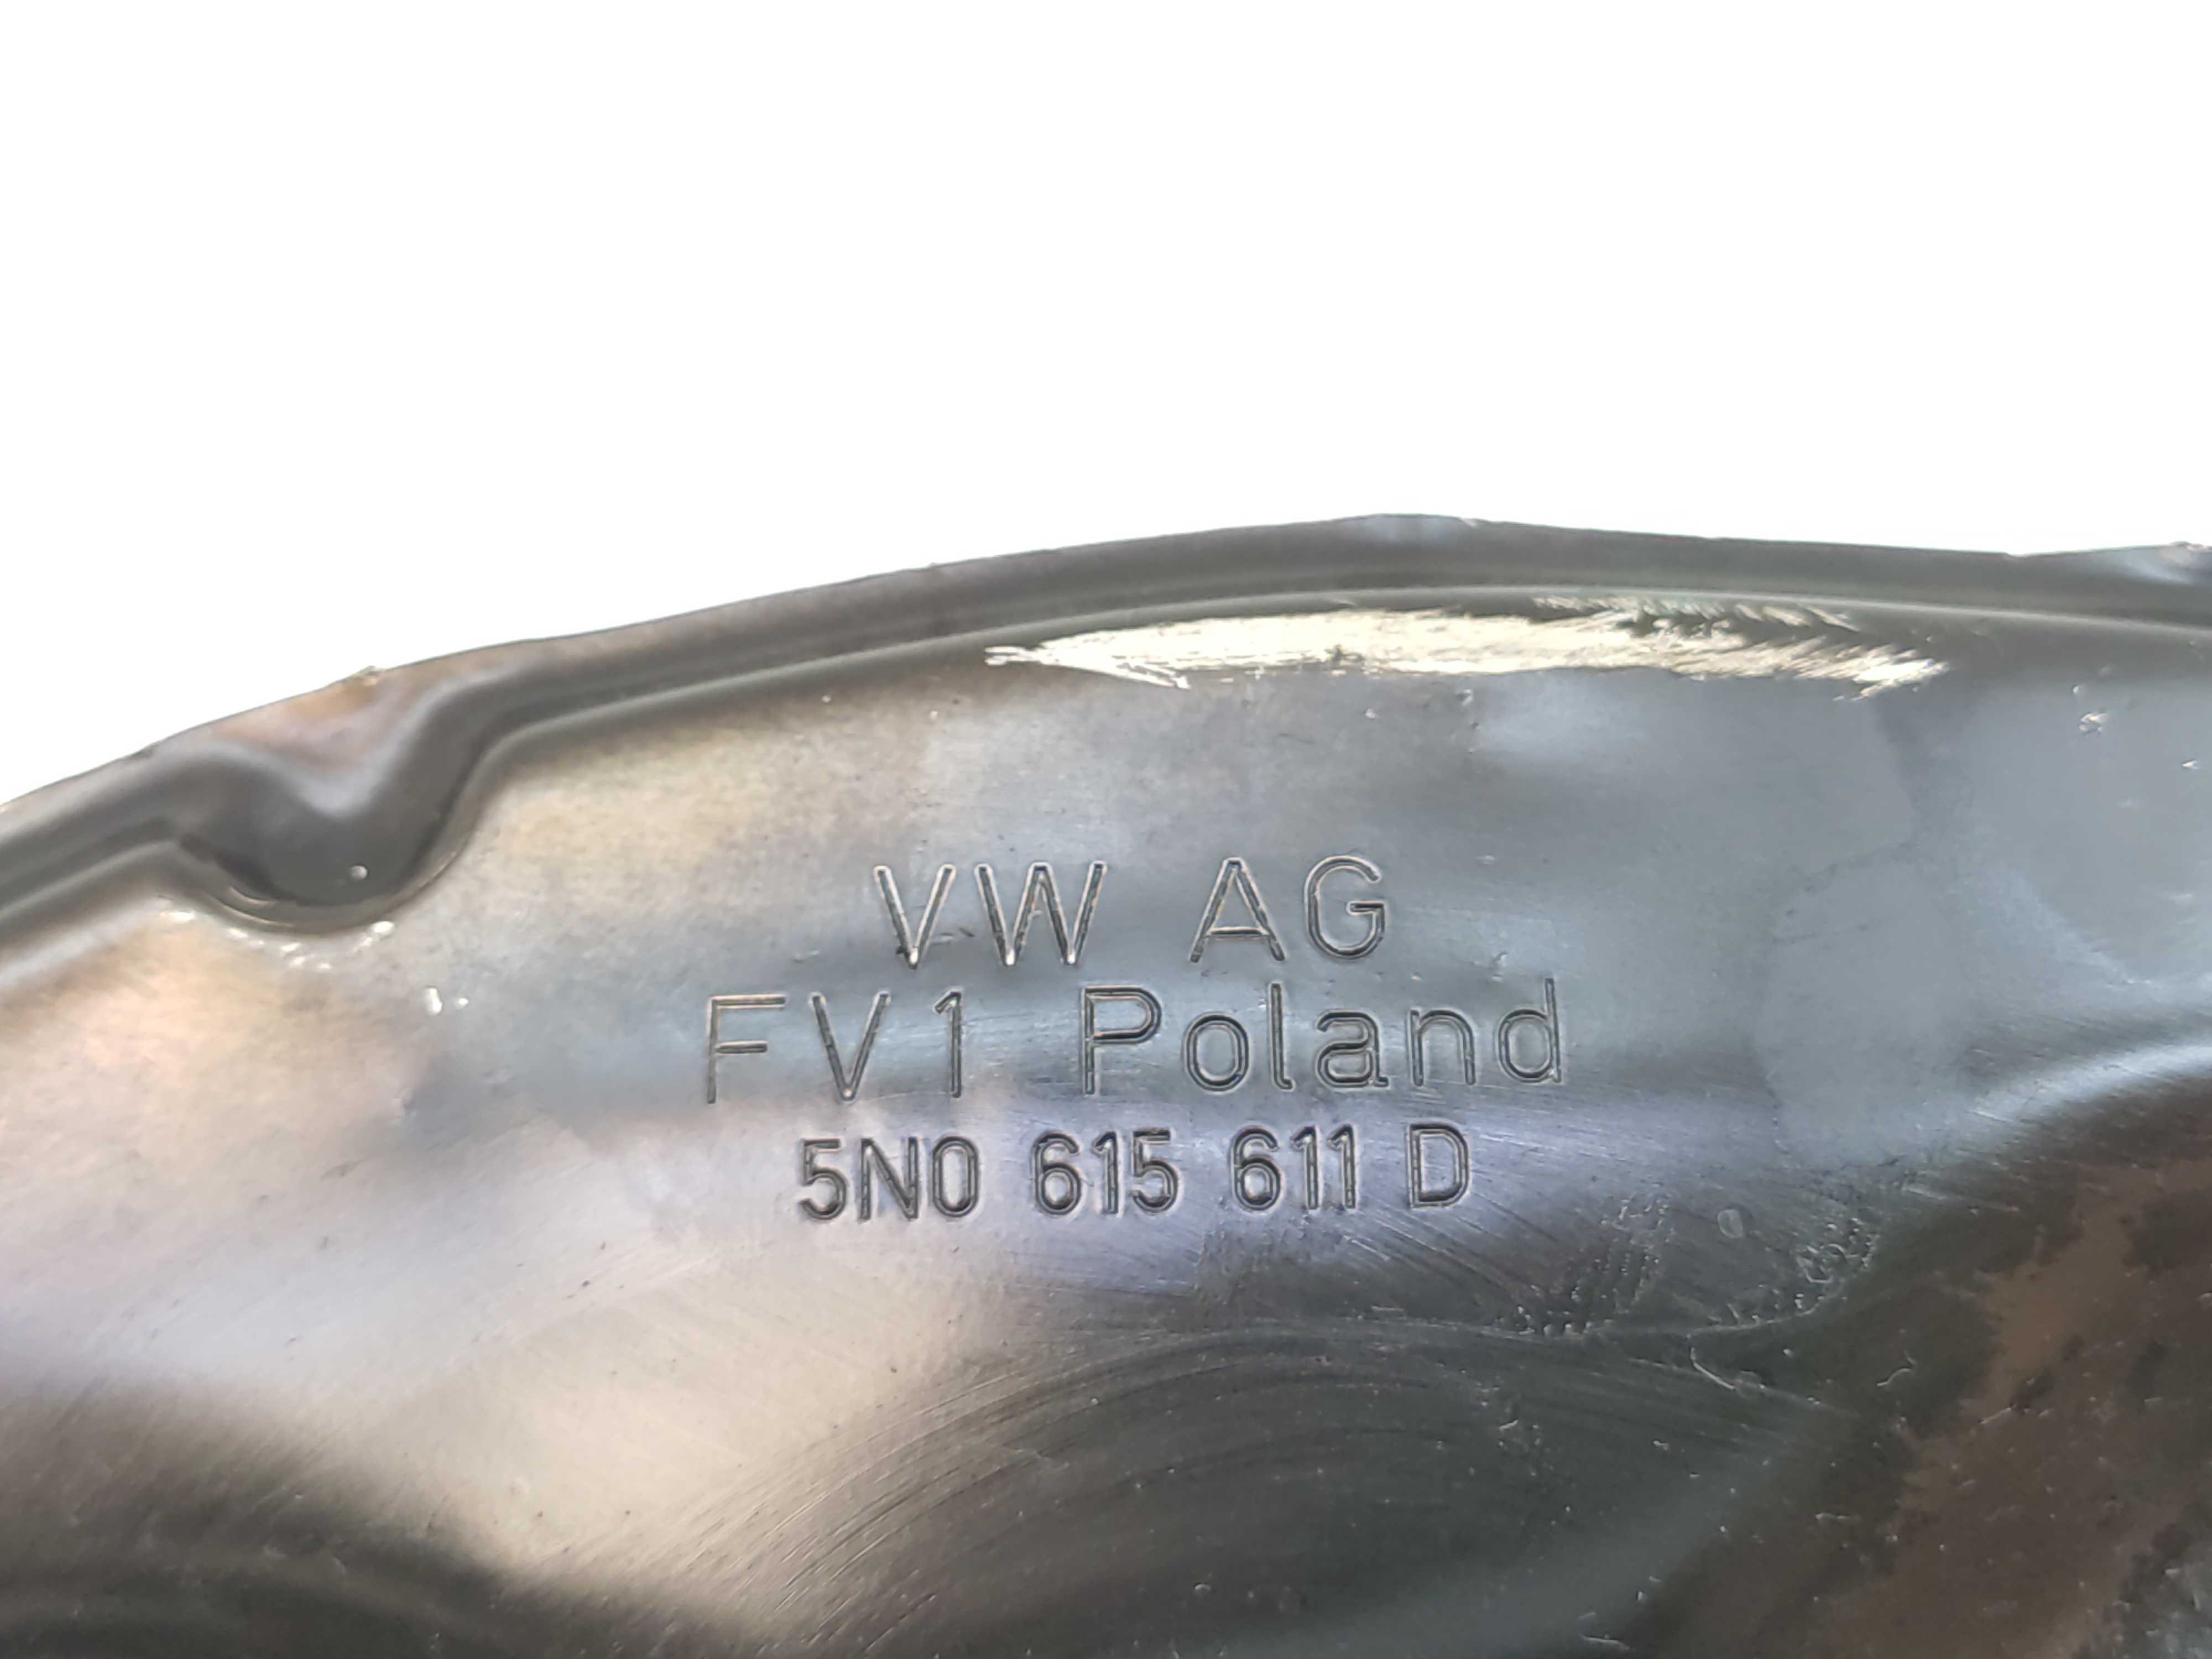 VW AG
FV1 Poland
5N0 615 611 D